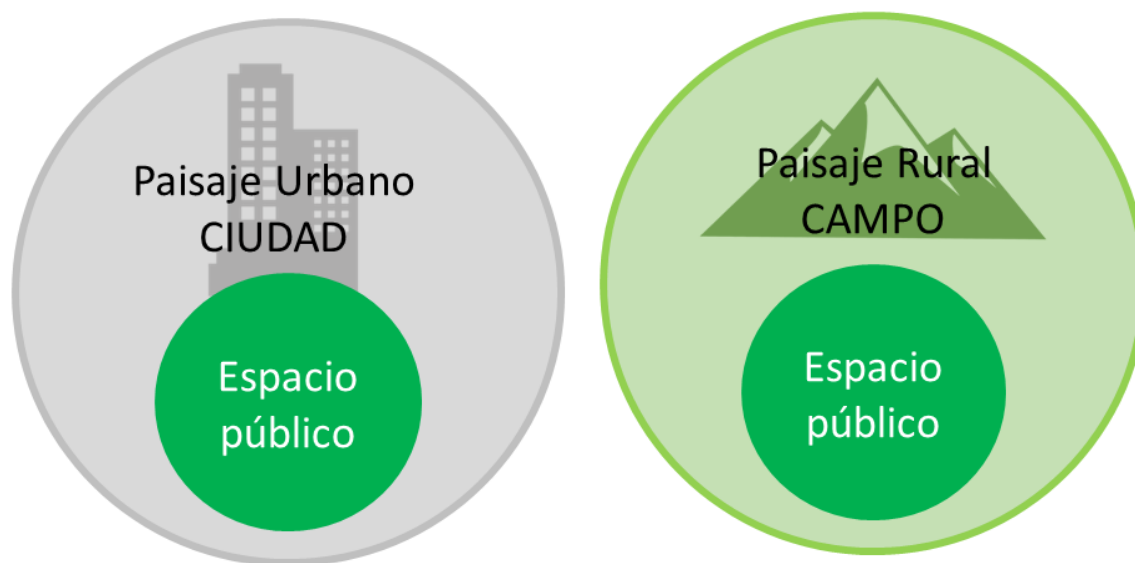 Paisaje Urbano
CIUDAD
Espacio
público
Paisaje Rural
CAMPO
Espacio
público